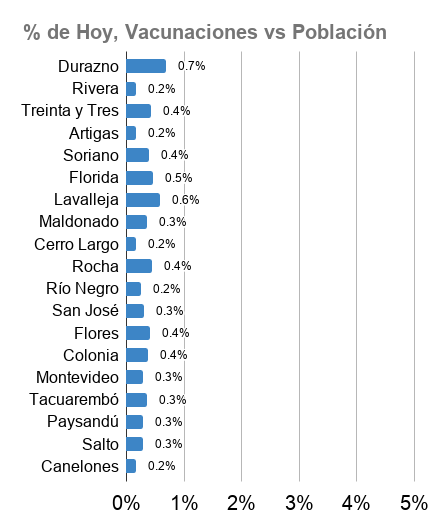 % de Hoy, Vacunaciones vs Población
Durazno 0.7%
Rivera 0.2%
Treinta y Tres 0.4%
Artigas 0.2%
Soriano 0.4%
Florida 0.5%
Lavalleja 0.6%
Maldonado 0.3%
Cerro Largo 0.2%
Rocha 0.4%
Río Negro 0.2%
San José 0.3%
Flores 0.4%
Colonia 0.4%
Montevideo 0.3%
Tacuarembó 0.3%
Paysandú 0.3%
Salto 0.3%
Canelones 0.2%
0% 1% 2% 3% 4% 5%